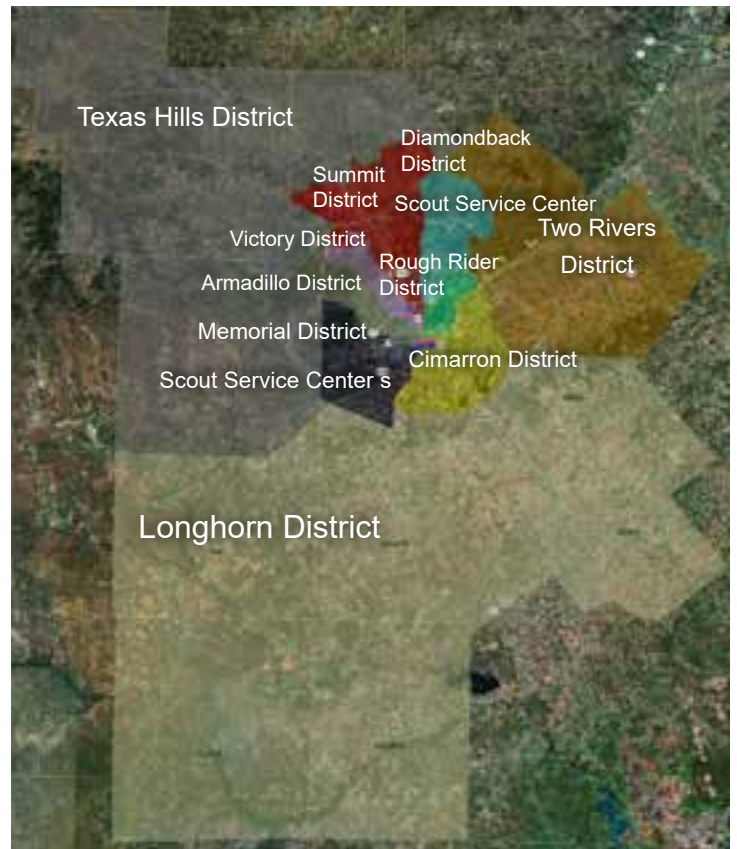 Texas Hills District
Diamondback
District
Summit
District
Scout Service Center
Two Rivers
District
Victory District
Rough Rider
District
Armadillo District
Memorial District
Cimarron District
Scout Service Center s
Longhorn District